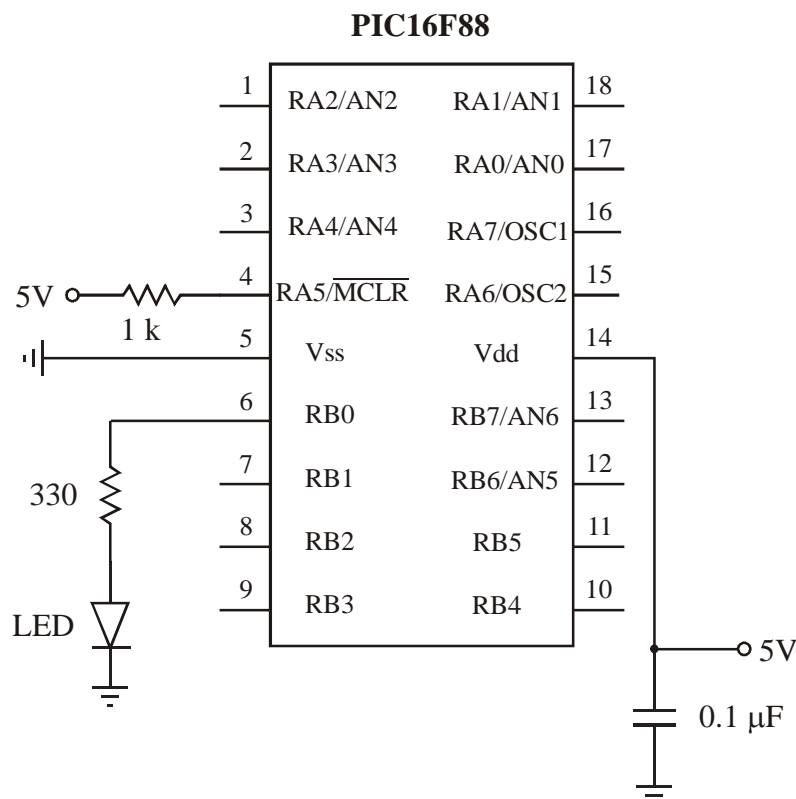 PIC16F88
1 RA2/AN2 RA1/AN1 18
2 RA3/AN3 RA0/AN0 17
3 RA4/AN4 RA7/OSC1 16
5V 4 RA5/MCLR RA6/OSC2 15
1 k
5 Vss Vdd 14
6 RB0 RB7/AN6 13
330 7 RB1 RB6/AN5 12
8 RB2 RB5 11
LED 9 RB3 RB4 10
5V
0.1 µF